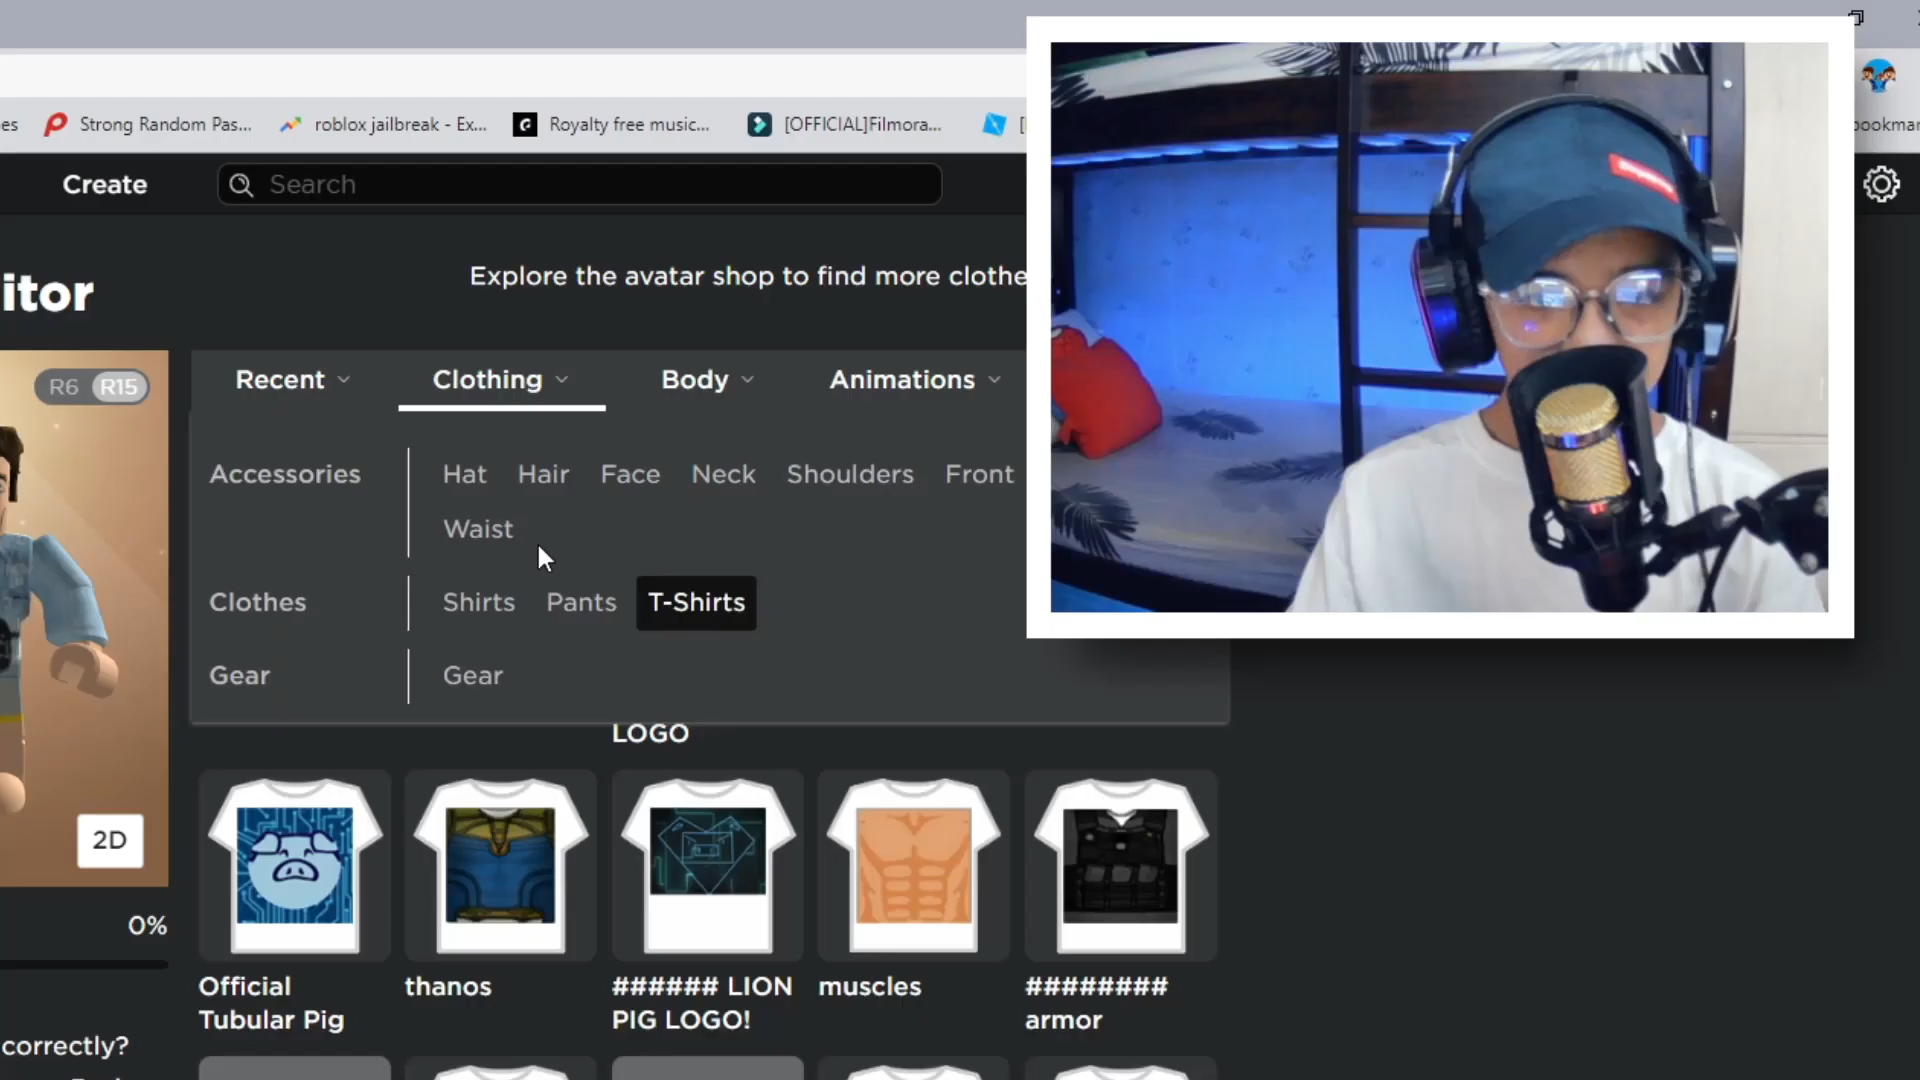 es
Strong Random Pas...
roblox jailbreak - Ex...
Royalty free music...
[OFFICIAL]Filmora...
[
bookmar
Create
Search
itor
Explore the avatar shop to find more clothe
R6 R15
Recent
Clothing
Body
Animations
Accessories
Hat Hair Face Neck Shoulders Front
Waist
Clothes
Shirts Pants T-Shirts
Gear
Gear
LOGO
2D
0%
Official
Tubular Pig
thanos
###### LION
PIG LOGO!
muscles
########
armor
correctly?